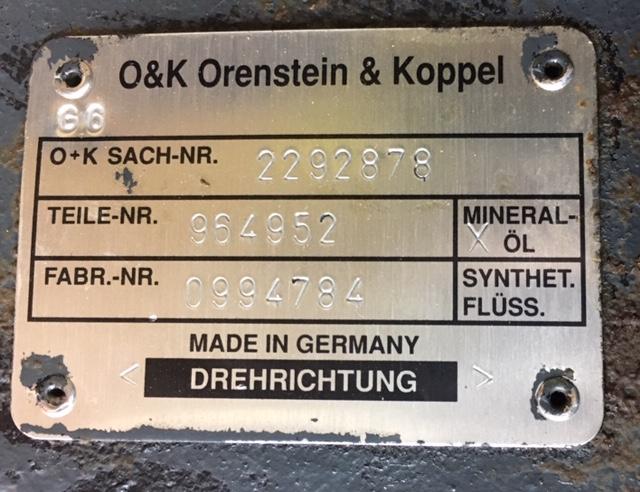 O&K Orenstein & Koppel
66
O+K SACH-NR. 2292878
TEILE-NR. 964952 MINERAL-
X ÖL
FABR.-NR. 0994784 SYNTHET.
FLÜSS.
MADE IN GERMANY
< DREHRICHTUNG >